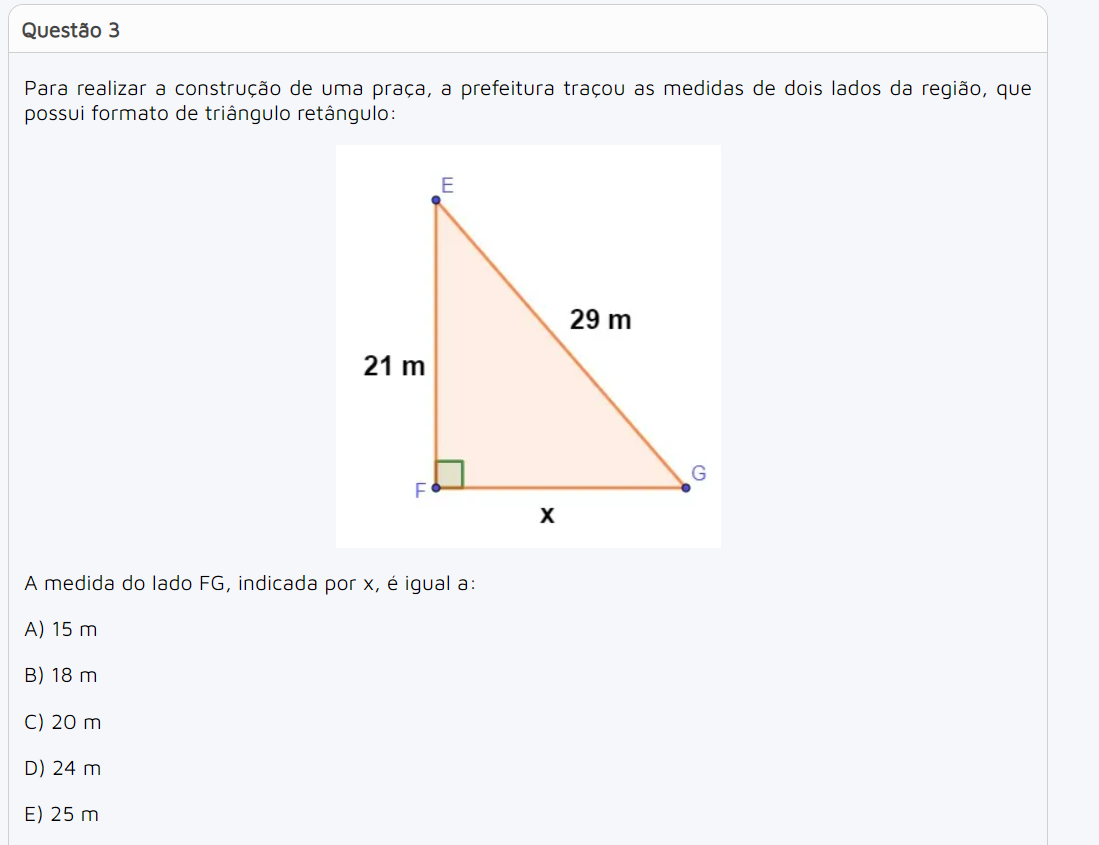 Questão 3
Para realizar a construção de uma praça, a prefeitura traçou as medidas de dois lados da região, que
possui formato de triângulo retângulo:
E
29 m
21 m
G
F
x
A medida do lado FG, indicada por x, é igual a:
A) 15 m
B) 18 m
C) 20 m
D) 24 m
E) 25 m